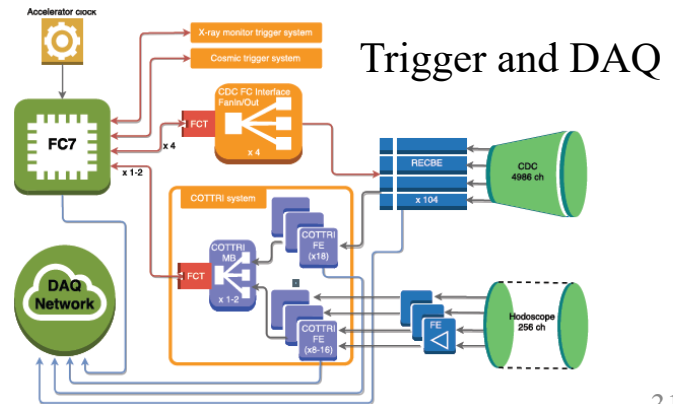 Accelerator CLOCK
X-ray monitor trigger system
Cosmic trigger system
Trigger and DAQ
CDC FC Interface
FanIn/Out
FCT
x 4
x 4
FC7
x 1-2
RECBE
x 104
CDC
4986 ch
COTTRI system
COTTRI
MB
FCT
x 1-2
COTTRI
FE
(x18)
DAQ
Network
COTTRI
FE
(x8-16)
FE
Hodoscope
256 ch